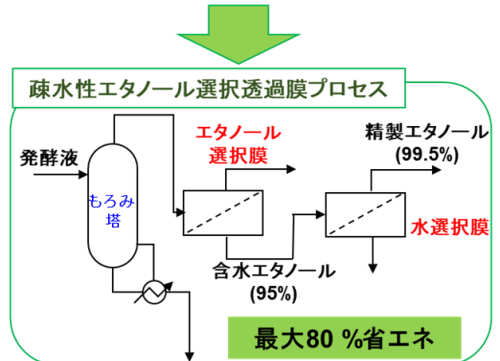 疎水性エタノール選択透過膜プロセス
発酵液
もろみ
塔
エタノール
選択膜
含水エタノール
(95%)
精製エタノール
(99.5%)
水選択膜
最大80 %省エネ